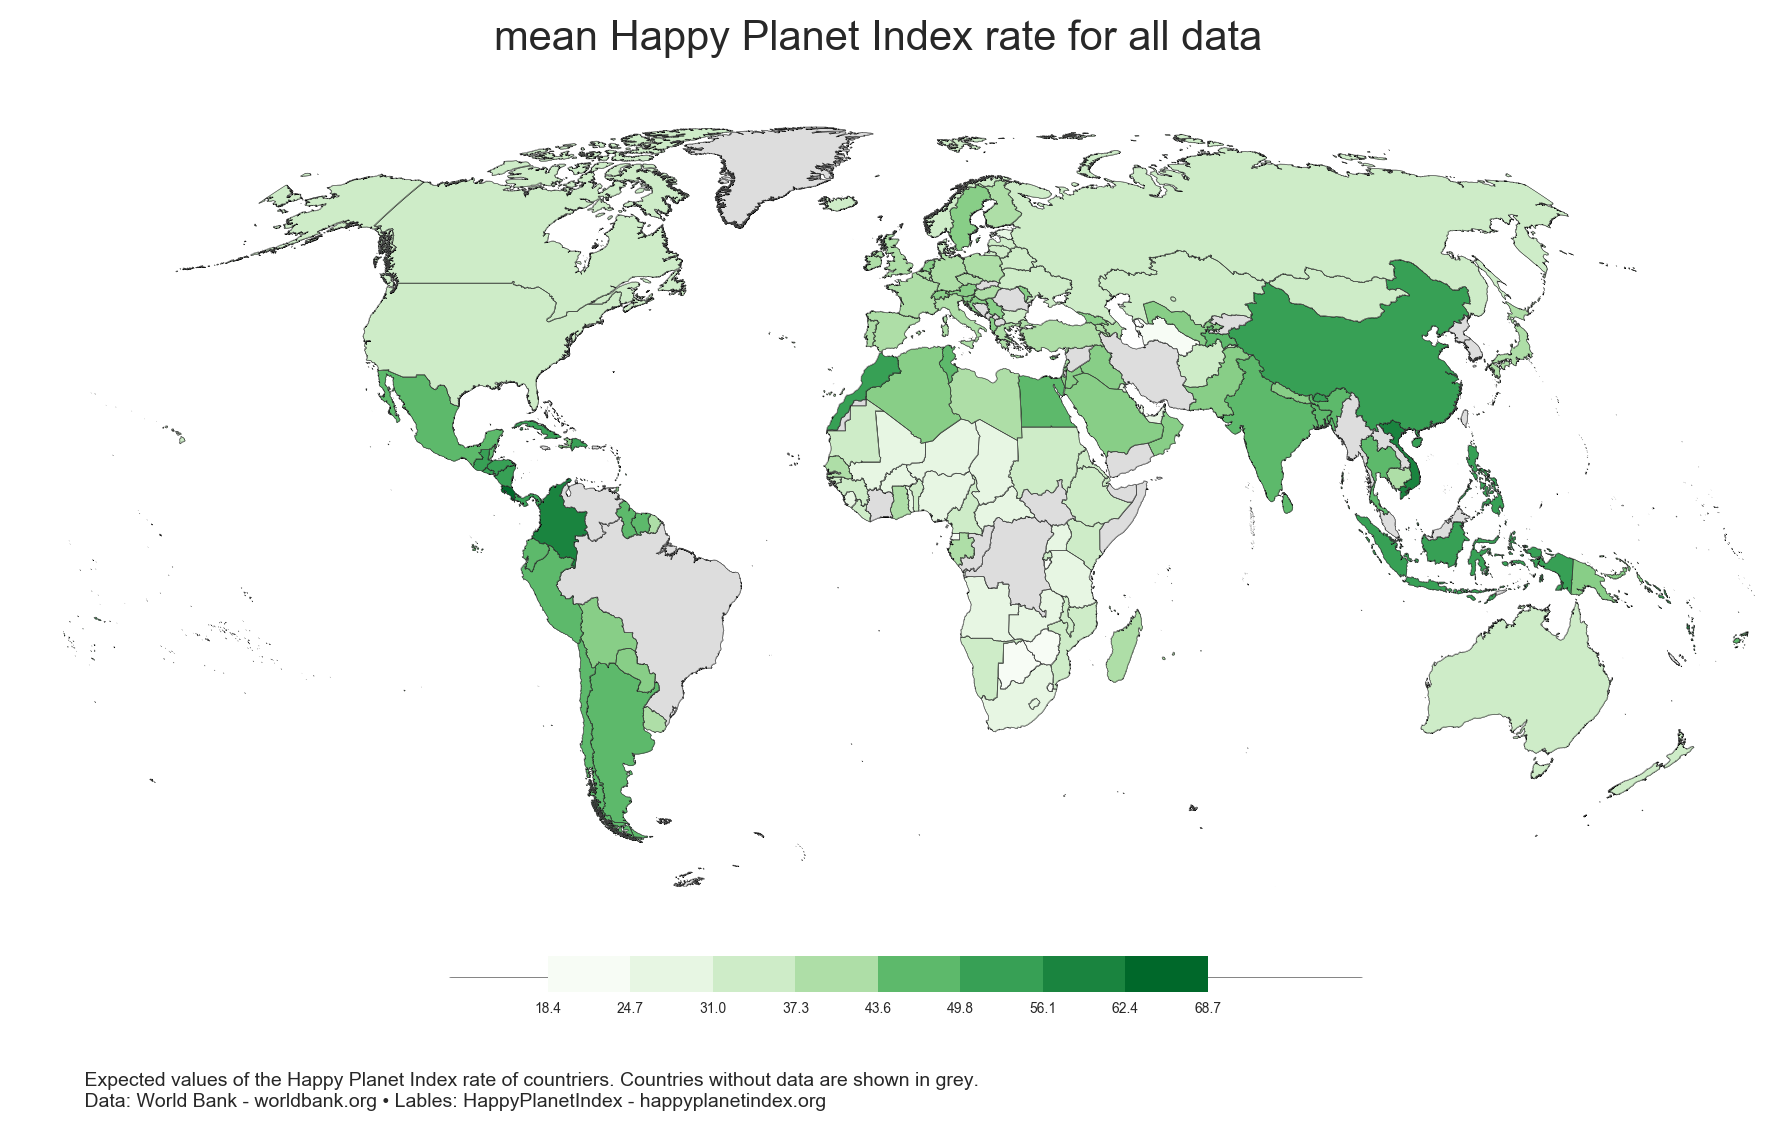 mean Happy Planet Index rate for all data
18.4 24.7 31.0 37.3 43.6 49.8 56.1 62.4 68.7
Expected values of the Happy Planet Index rate of countriers. Countries without data are shown in grey.
Data: World Bank - worldbank.org • Lables: HappyPlanetIndex - happyplanetindex.org